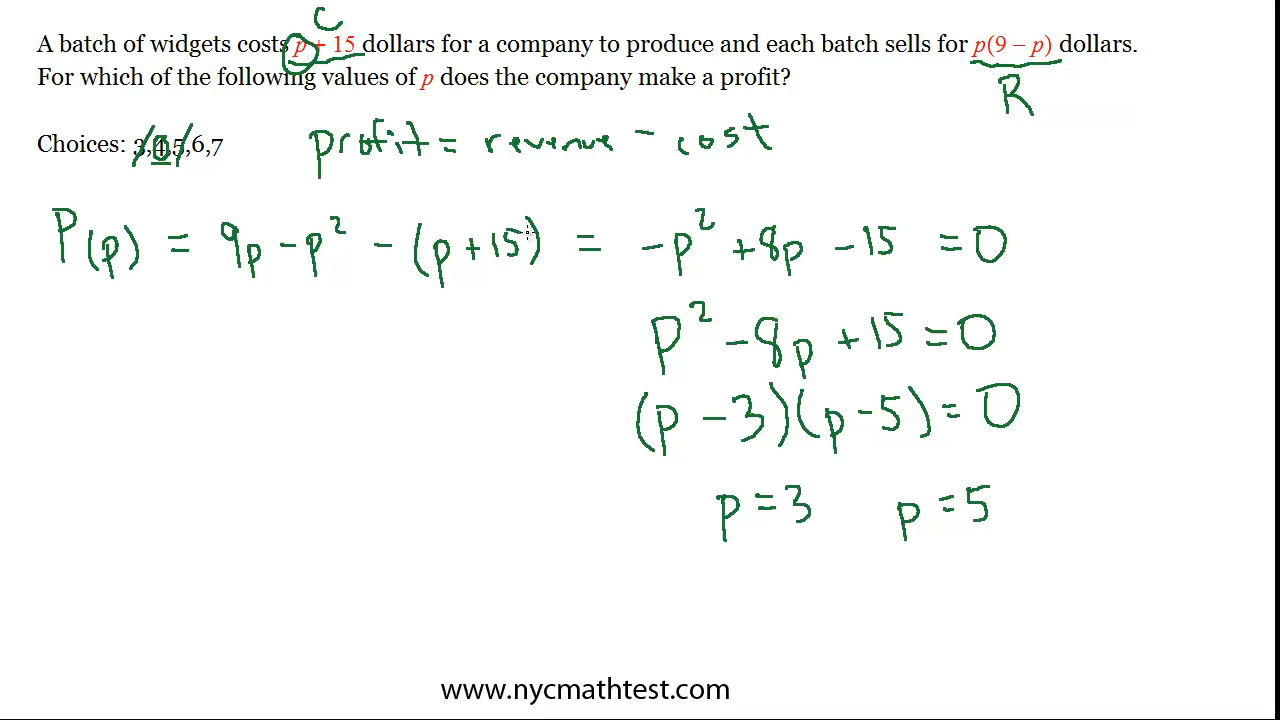 C
A batch of widgets costs p + 15 dollars for a company to produce and each batch sells for p(9 – p) dollars.
For which of the following values of p does the company make a profit?
R
Choices: 3,4,5,6,7
profit = revenue - cost
P(p) = 9p - p² - (p + 15) = -p² + 8p - 15 = 0
p² - 8p + 15 = 0
(p - 3)(p - 5) = 0
p = 3 p = 5
www.nycmathtest.com